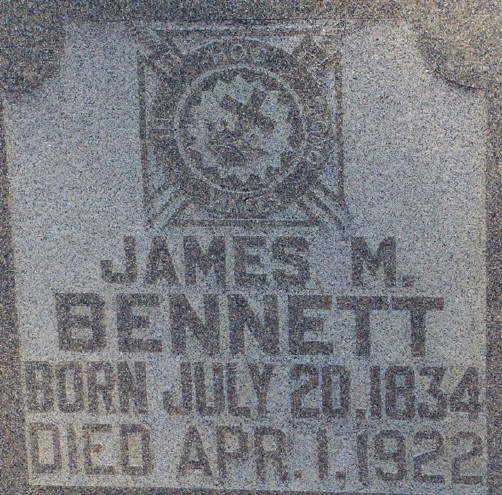 JAMES M.
BENNETT
BORN JULY 20, 1834
DIED APR. 1, 1922